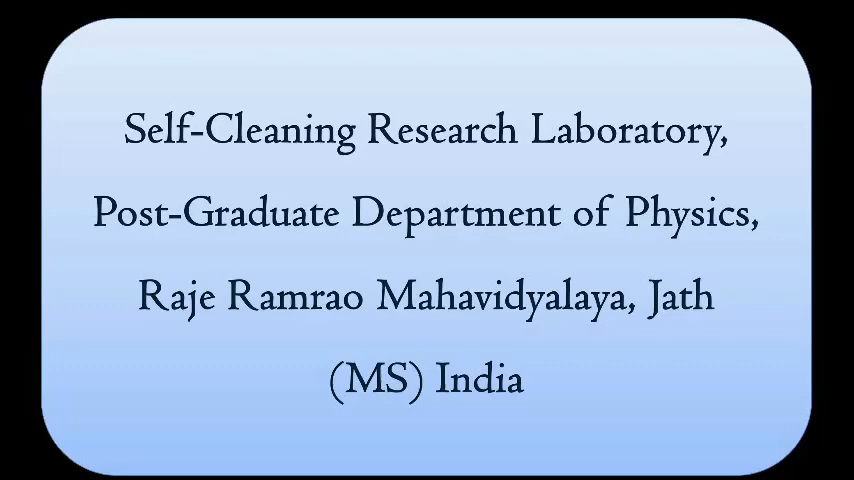 Self-Cleaning Research Laboratory,
Post-Graduate Department of Physics,
Raje Ramrao Mahavidyalaya, Jath
(MS) India